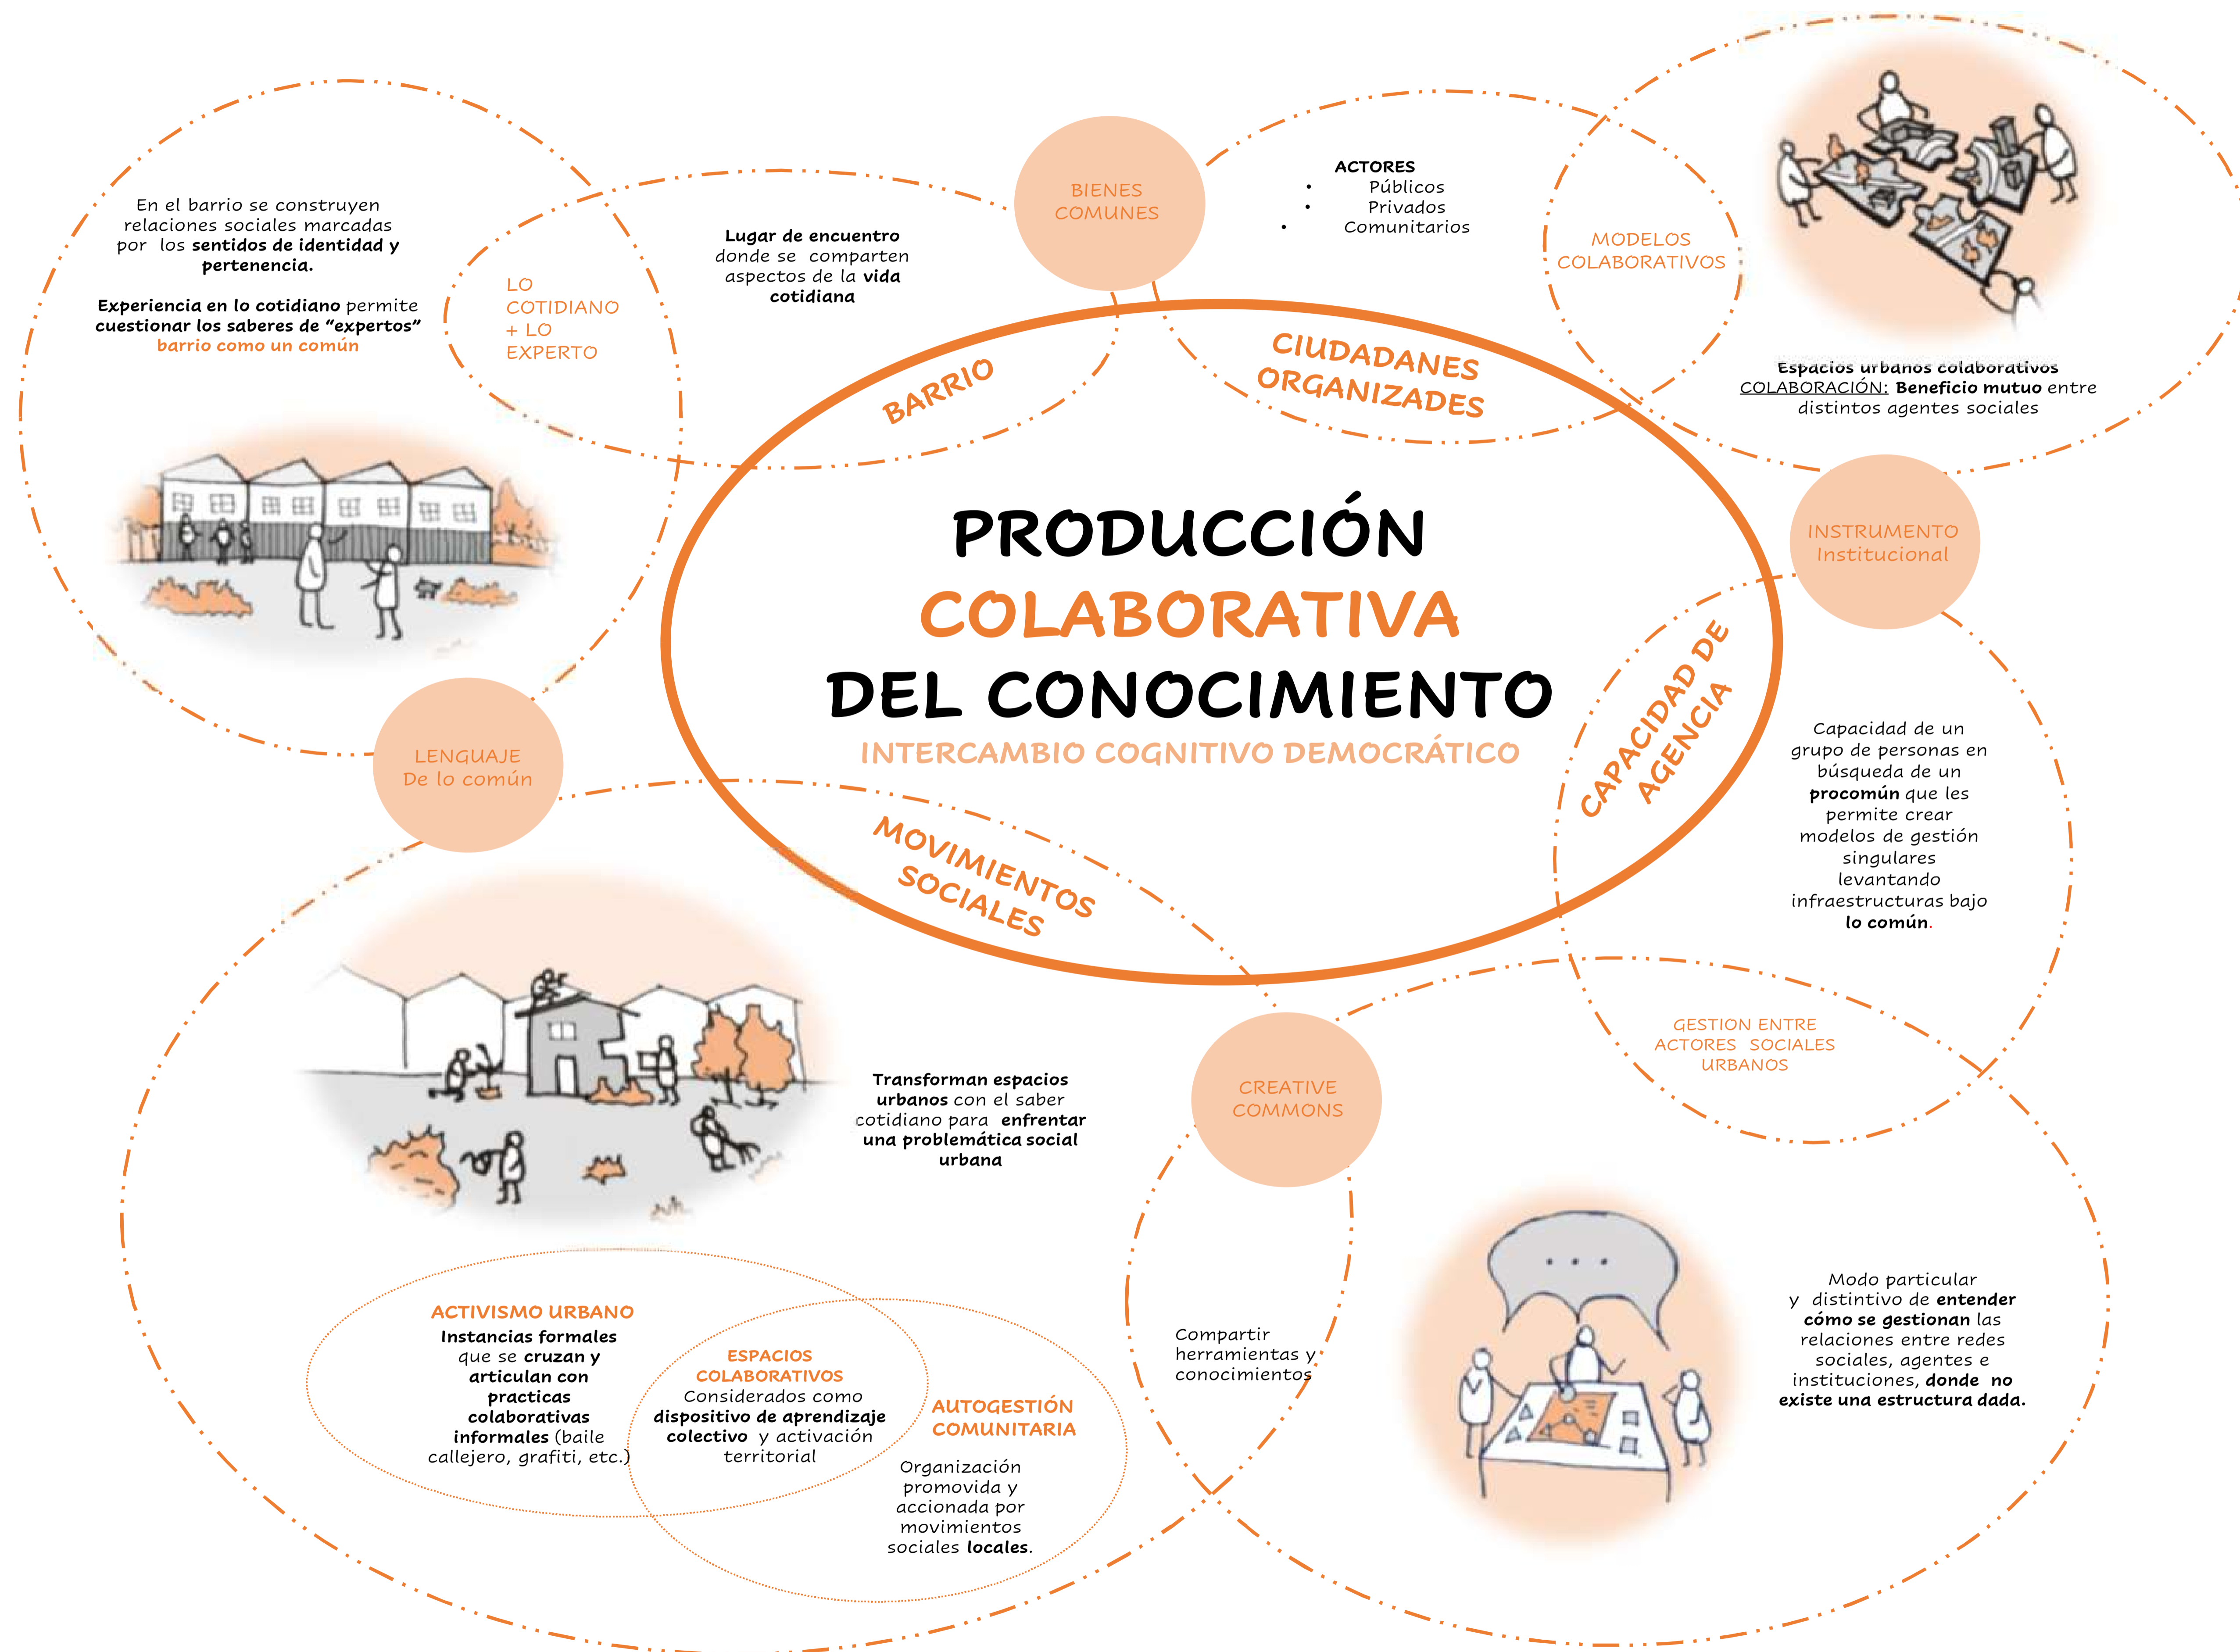 En el barrio se construyen
relaciones sociales marcadas
por los sentidos de identidad y
pertenencia.
Experiencia en lo cotidiano permite
cuestionar los saberes de “expertos”
barrio como un común
LO
COTIDIANO
+ LO
EXPERTO
Lugar de encuentro
donde se comparten
aspectos de la vida
cotidiana
BIENES
COMUNES
ACTORES
• Públicos
• Privados
• Comunitarios
MODELOS
COLABORATIVOS
Espacios urbanos colaborativos
COLABORACIÓN: Beneficio mutuo entre
distintos agentes sociales
BARRIO
CIUDADANES
ORGANIZADES
PRODUCCIÓN
COLABORATIVA
DEL CONOCIMIENTO
INTERCAMBIO COGNITIVO DEMOCRÁTICO
INSTRUMENTO
Institucional
CAPACIDAD DE
AGENCIA
Capacidad de un
grupo de personas en
búsqueda de un
procomún que les
permite crear
modelos de gestión
singulares
levantando
infraestructuras bajo
lo común.
LENGUAJE
De lo común
MOVIMIENTOS
SOCIALES
Transforman espacios
urbanos con el saber
cotidiano para enfrentar
una problemática social
urbana
CREATIVE
COMMONS
GESTION ENTRE
ACTORES SOCIALES
URBANOS
Compartir
herramientas y
conocimientos
...
Modo particular
y distintivo de entender
cómo se gestionan las
relaciones entre redes
sociales, agentes e
instituciones, donde no
existe una estructura dada.
ACTIVISMO URBANO
Instancias formales
que se cruzan y
articulan con
practicas
colaborativas
informales (baile
callejero, grafiti, etc.)
ESPACIOS
COLABORATIVOS
Considerados como
dispositivo de aprendizaje
colectivo y activación
territorial
AUTOGESTIÓN
COMUNITARIA
Organización
promovida y
accionada por
movimientos
sociales locales.